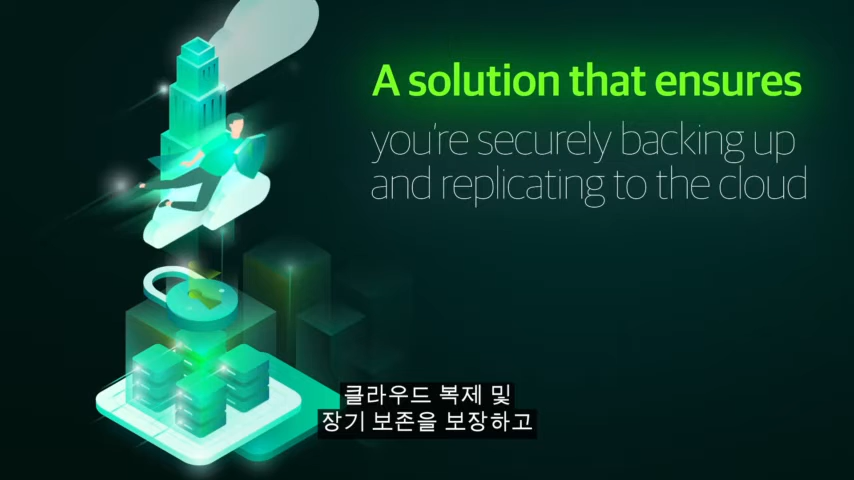 A solution that ensures
you're securely backing up
and replicating to the cloud
클라우드 복제 및
장기 보존을 보장하고